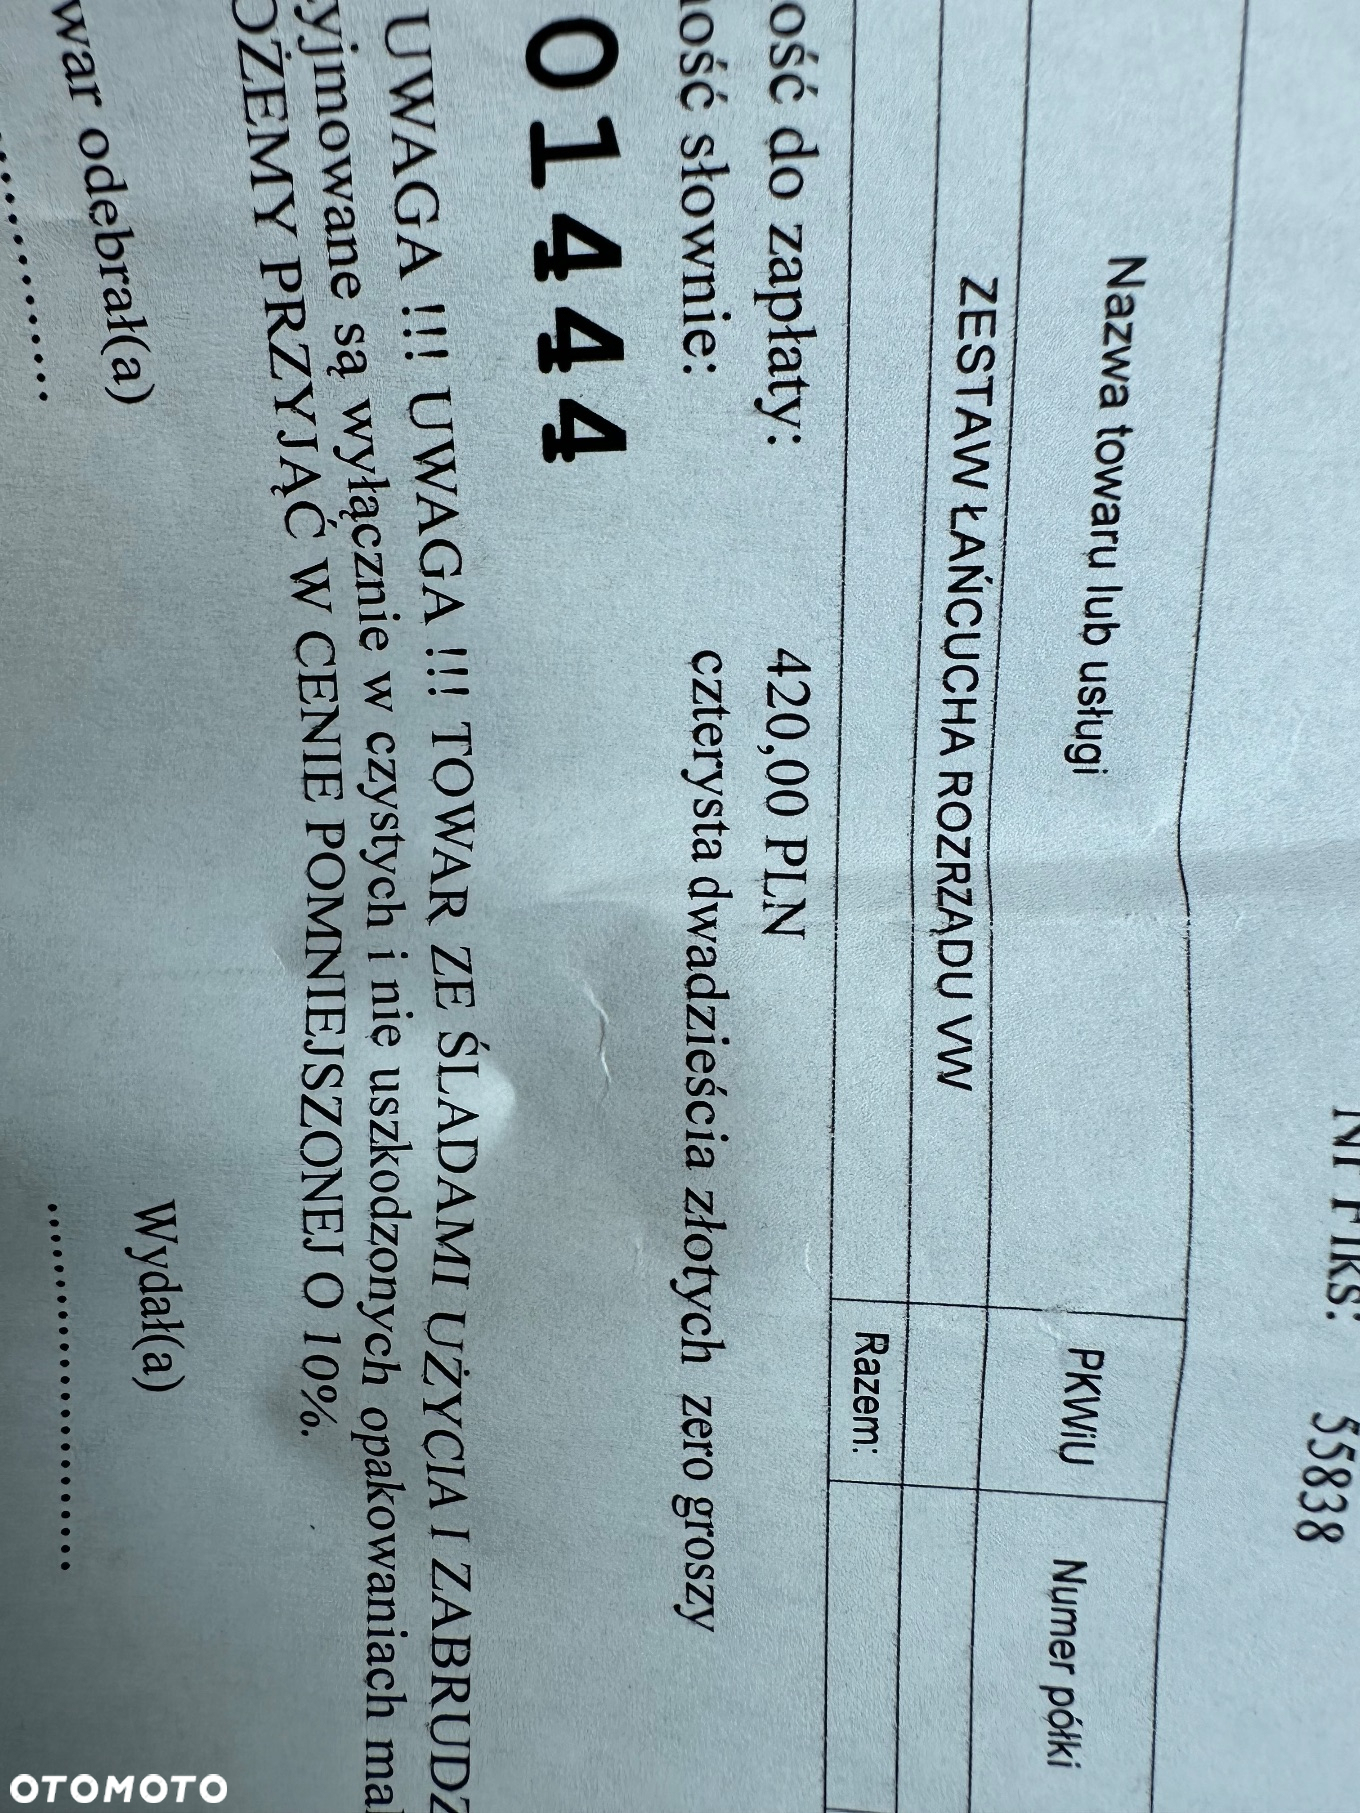 Nr Fiks: 55838
Nazwa towaru lub usługi PKWiU Numer półki
ZESTAW ŁAŃCUCHA ROZRZĄDU VW
Razem:
ość do zapłaty: 420,00 PLN
ność słownie: czterysta dwadzieścia złotych zero groszy
01444
UWAGA !!! UWAGA !!! TOWAR ZE ŚLADAMI UŻYCIA I ZABRUDZ
yjmowane są wyłącznie w czystych i nie uszkodzonych opakowaniach mal
OŻEMY PRZYJĄĆ W CENIE POMNIEJSZONEJ O 10%.
war odebrał(a) Wydał(a)
OTOMOTO